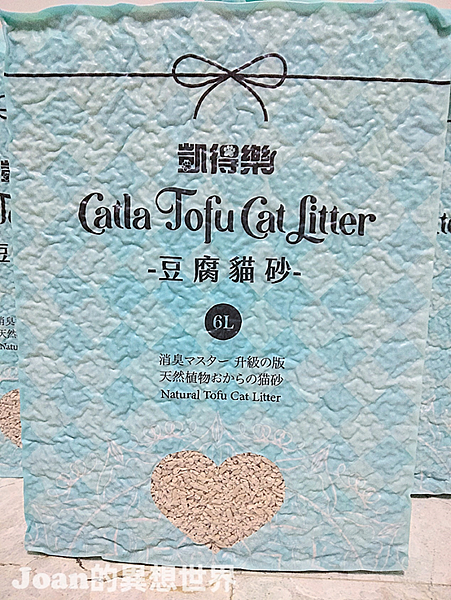 凱得樂
Catla Tofu Cat Litter
-豆腐貓砂-
6L
消臭マスター 升級の版
天然植物おからの猫砂
Natural Tofu Cat Litter
Joan的異想世界